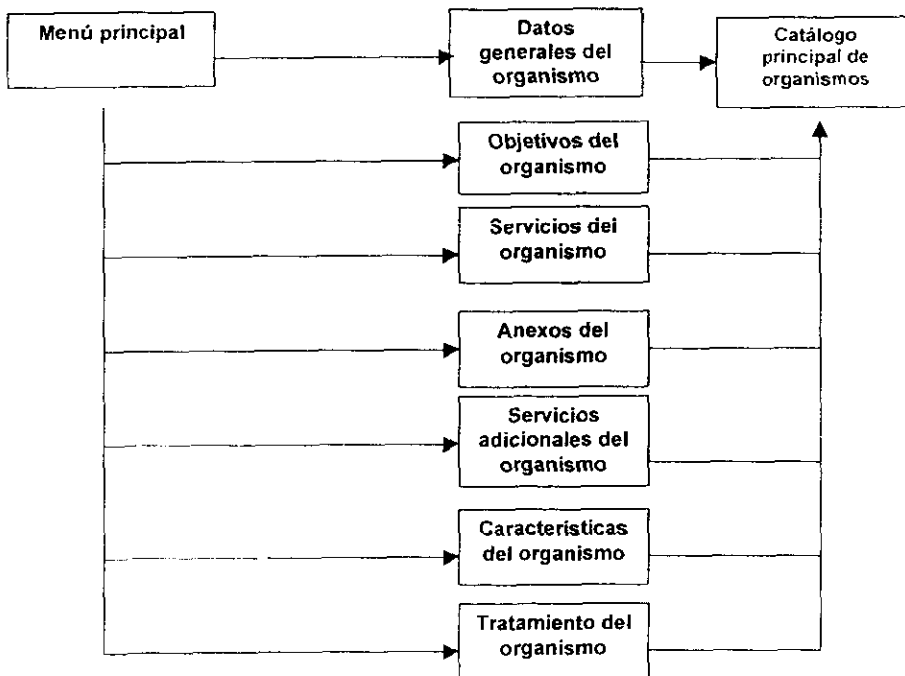 Menú principal
Datos
generales del
organismo
Catálogo
principal de
organismos
Objetivos del
organismo
Servicios del
organismo
Anexos del
organismo
Servicios
adicionales del
organismo
Características
del organismo
Tratamiento del
organismo